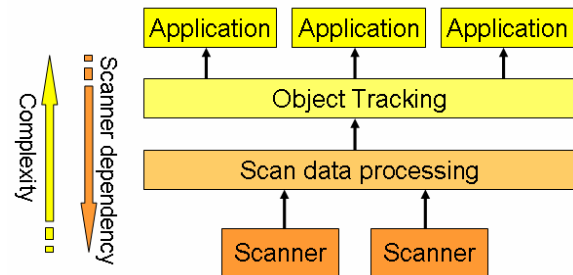 Application
Application
Application
Object Tracking
Scan data processing
Scanner
Scanner
Complexity
Scanner dependency